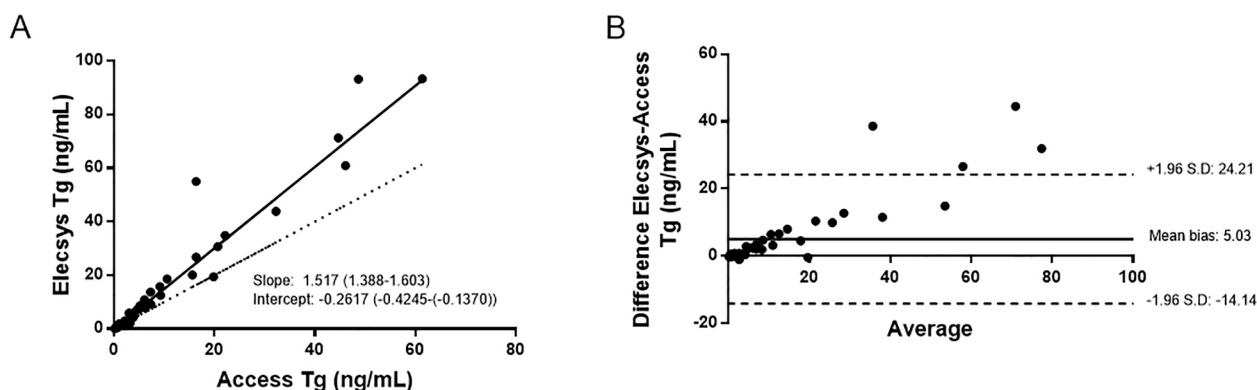 A
100
80
60
40
20
0
0 20 40 60 80
Elecsys Tg (ng/mL)
Access Tg (ng/mL)
Slope: 1.517 (1.388-1.603)
Intercept: -0.2617 (-0.4245-(-0.1370))
B
60
40
20
0
-20
20 40 60 80 100
Difference Elecsys-Access
Tg (ng/mL)
Average
+1.96 S.D: 24.21
Mean bias: 5.03
-1.96 S.D: -14.14